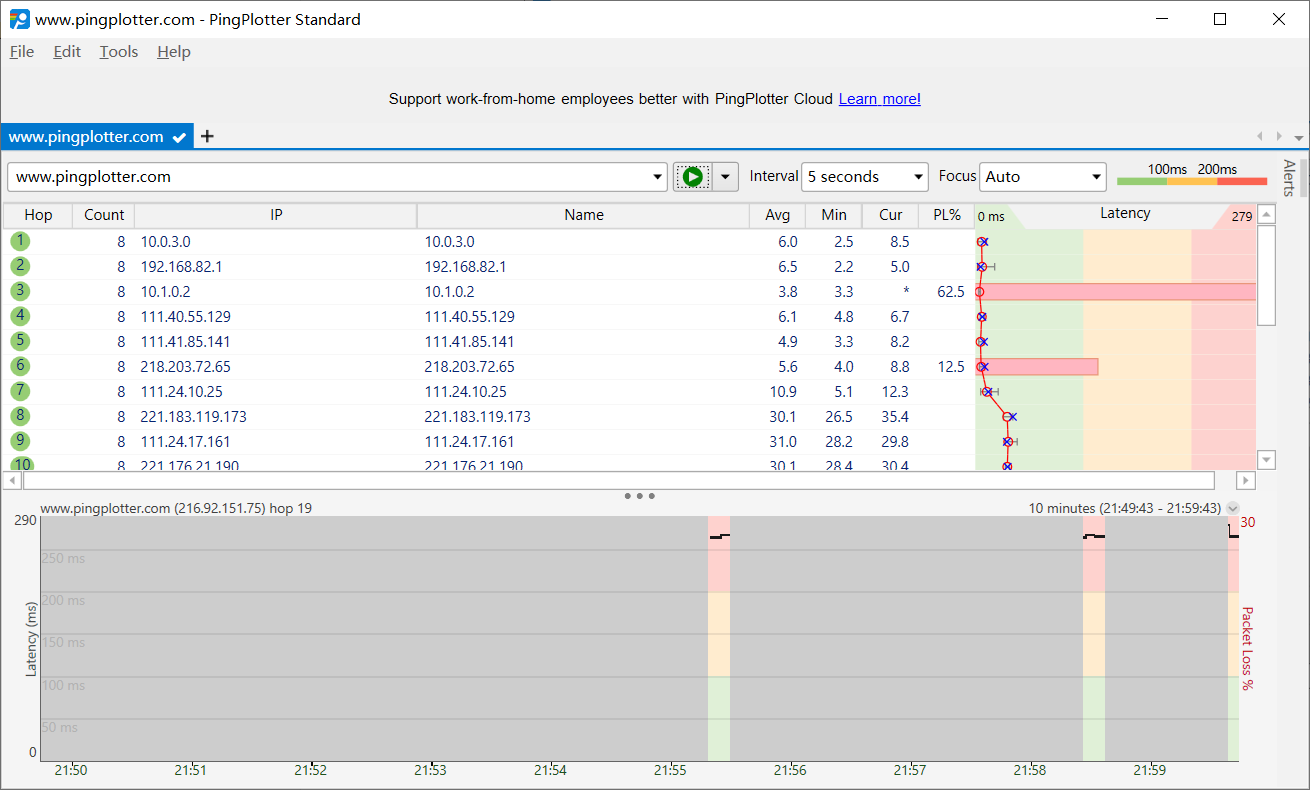 www.pingplotter.com - PingPlotter Standard
File Edit Tools Help
Support work-from-home employees better with PingPlotter Cloud Learn more!
www.pingplotter.com
www.pingplotter.com Interval 5 seconds Focus Auto 100ms 200ms
Alerts
Hop Count IP Name Avg Min Cur PL% 0 ms Latency 279
1 8 10.0.3.0 10.0.3.0 6.0 2.5 8.5
2 8 192.168.82.1 192.168.82.1 6.5 2.2 5.0
3 8 10.1.0.2 10.1.0.2 3.8 3.3 * 62.5
4 8 111.40.55.129 111.40.55.129 6.1 4.8 6.7
5 8 111.41.85.141 111.41.85.141 4.9 3.3 8.2
6 8 218.203.72.65 218.203.72.65 5.6 4.0 8.8 12.5
7 8 111.24.10.25 111.24.10.25 10.9 5.1 12.3
8 8 221.183.119.173 221.183.119.173 30.1 26.5 35.4
9 8 111.24.17.161 111.24.17.161 31.0 28.2 29.8
10 8 221.176.21.190 221.176.21.190 30.1 28.4 30.4
www.pingplotter.com (216.92.151.75) hop 19 10 minutes (21:49:43 - 21:59:43)
290 30
250 ms
200 ms
150 ms
100 ms
50 ms
0
Latency (ms)
Packet Loss %
21:50 21:51 21:52 21:53 21:54 21:55 21:56 21:57 21:58 21:59